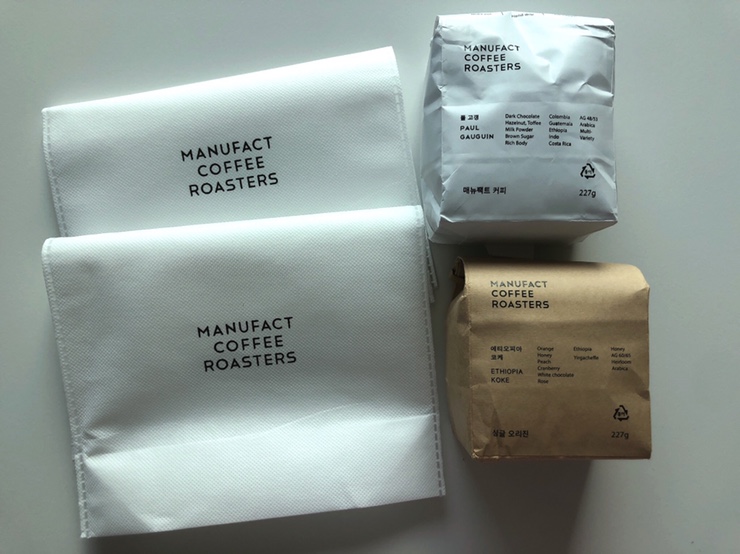 MANUFACT
COFFEE
ROASTERS
MANUFACT
COFFEE
ROASTERS
MANUFACT
COFFEE
ROASTERS
폴 고갱
PAUL
GAUGUIN
Dark Chocolate
Hazelnut, Toffee
Milk Powder
Brown Sugar
Rich Body
Colombia
Guatemala
Ethiopia
Indo
Costa Rica
AG 48/53
Arabica
Multi-
Variety
매뉴팩트 커피
227g
MANUFACT
COFFEE
ROASTERS
에티오피아
코케
ETHIOPIA
KOKE
Orange
Honey
Peach
Cranberry
White chocolate
Rose
Ethiopia
Yirgacheffe
Honey
Heirloom
Arabica
싱글 오리진
227g